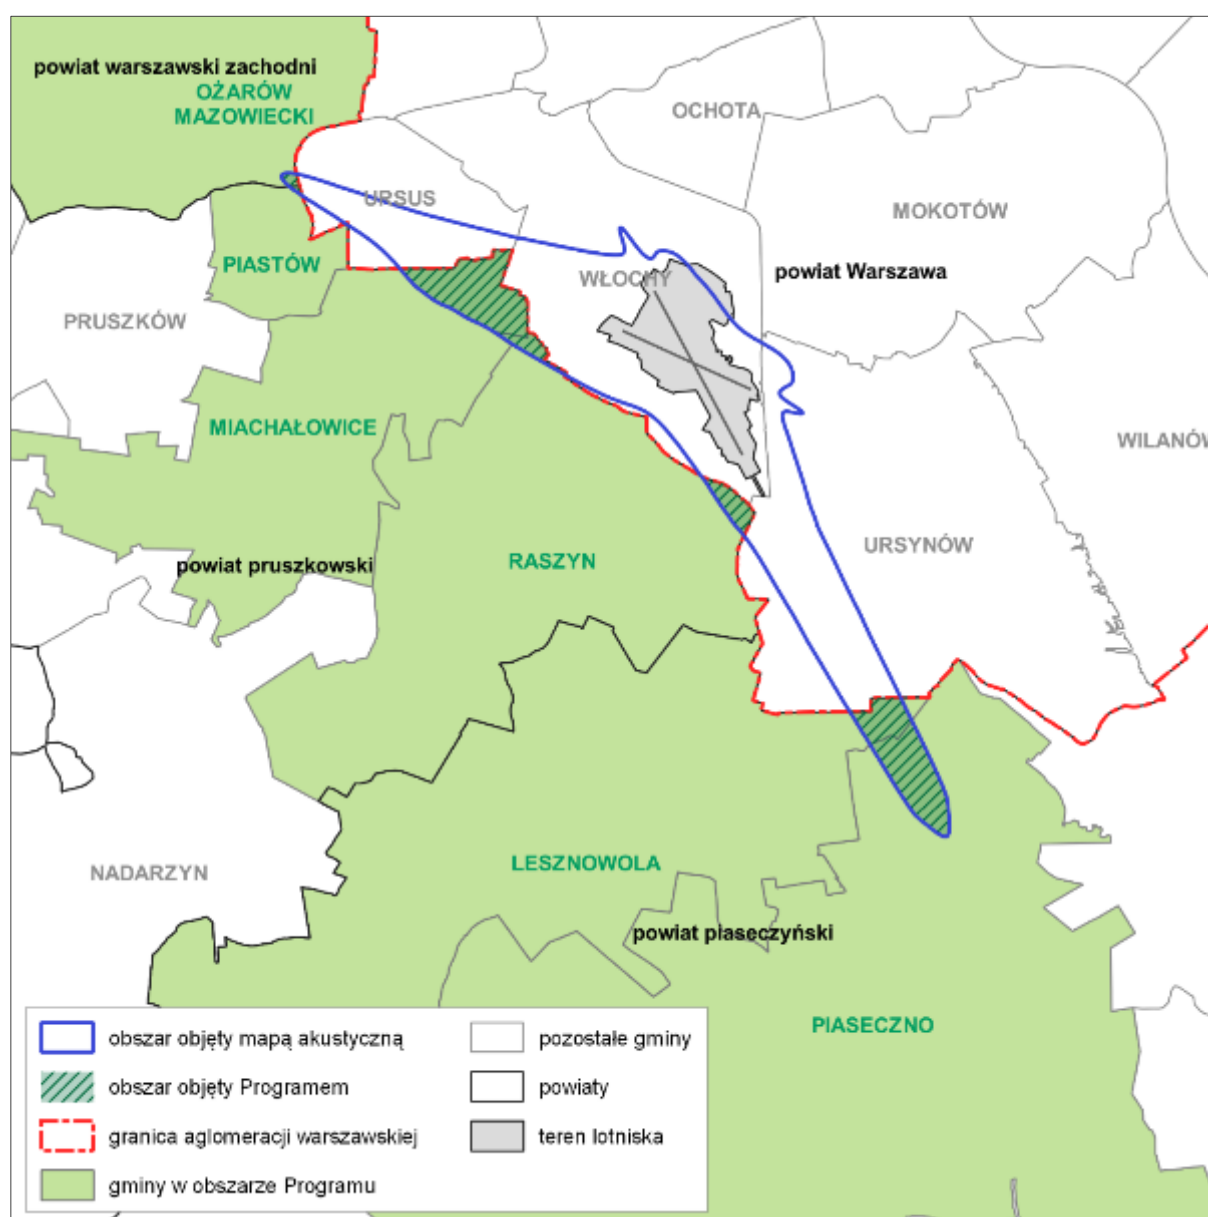 powiat warszawski zachodni
OŻARÓW
MAZOWIECKI
OCHOTA
URSUS
MOKOTÓW
PIASTÓW
WŁOCHY
powiat Warszawa
PRUSZKÓW
MIACHAŁOWICE
WILANÓW
URSYNÓW
RASZYN
powiat pruszkowski
LESZNOWOLA
NADARZYN
powiat piaseczyński
PIASECZNO
obszar objęty mapą akustyczną
obszar objęty Programem
granica aglomeracji warszawskiej
gminy w obszarze Programu
pozostałe gminy
powiaty
teren lotniska